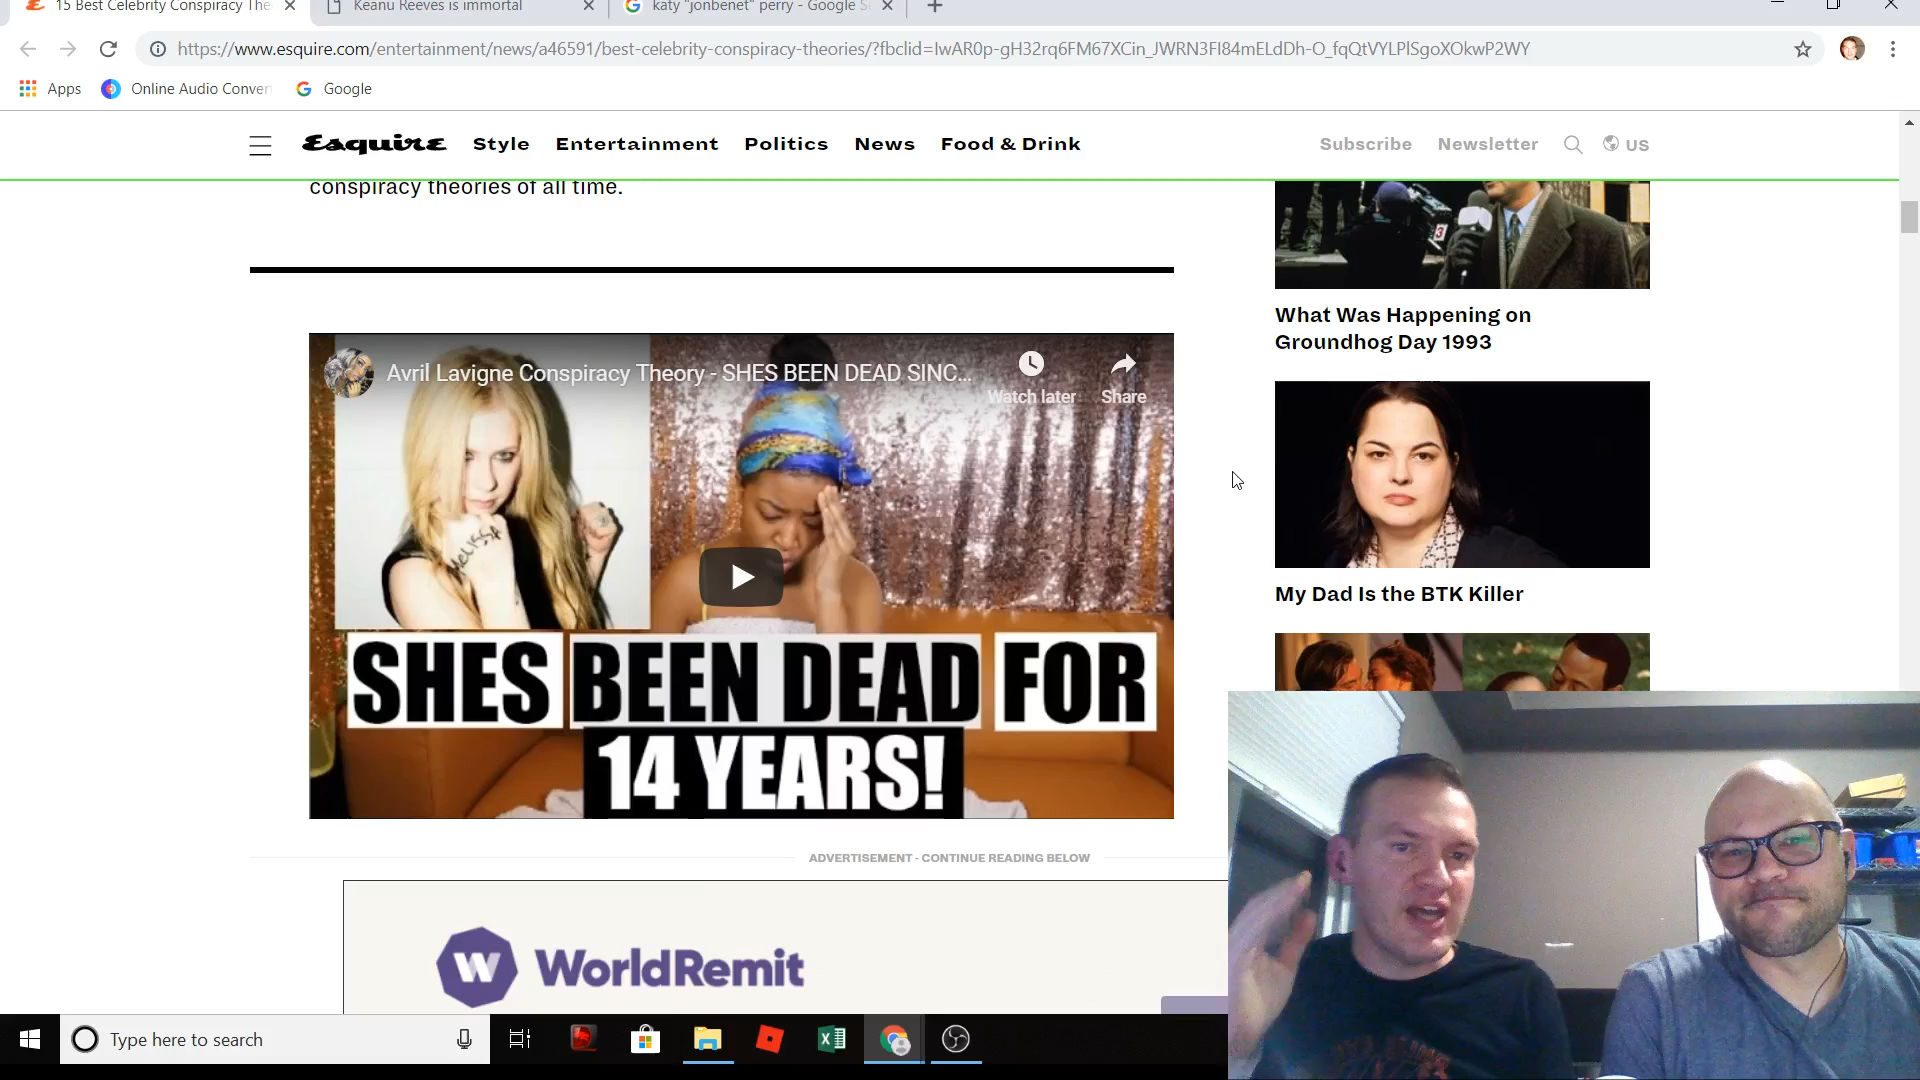 15 Best Celebrity Conspiracy The
Keanu Reeves is immortal
katy "jonbenet" perry - Google S
https://www.esquire.com/entertainment/news/a46591/best-celebrity-conspiracy-theories/?fbclid=IwAR0p-gH32rq6FM67XCin_JWRN3FI84mELdDh-O_fqQtVYLPlSgoXOkwP2WY
Apps
Online Audio Conver
Google
Esquire
Style
Entertainment
Politics
News
Food & Drink
Subscribe
Newsletter
US
conspiracy theories of all time.
3
What Was Happening on
Groundhog Day 1993
Avril Lavigne Conspiracy Theory - SHES BEEN DEAD SINC...
Watch later
Share
Melissa
SHES BEEN DEAD FOR
14 YEARS!
My Dad Is the BTK Killer
ADVERTISEMENT - CONTINUE READING BELOW
W WorldRemit
Type here to search